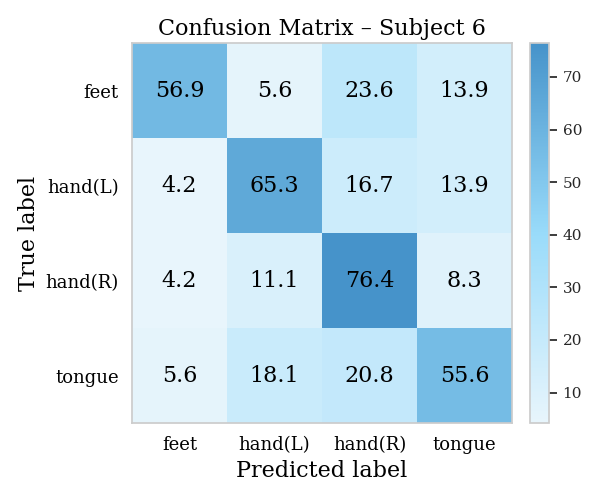 Confusion Matrix – Subject 6
True label
feet 56.9 5.6 23.6 13.9
hand(L) 4.2 65.3 16.7 13.9
hand(R) 4.2 11.1 76.4 8.3
tongue 5.6 18.1 20.8 55.6
feet hand(L) hand(R) tongue
Predicted label
70
60
50
40
30
20
10